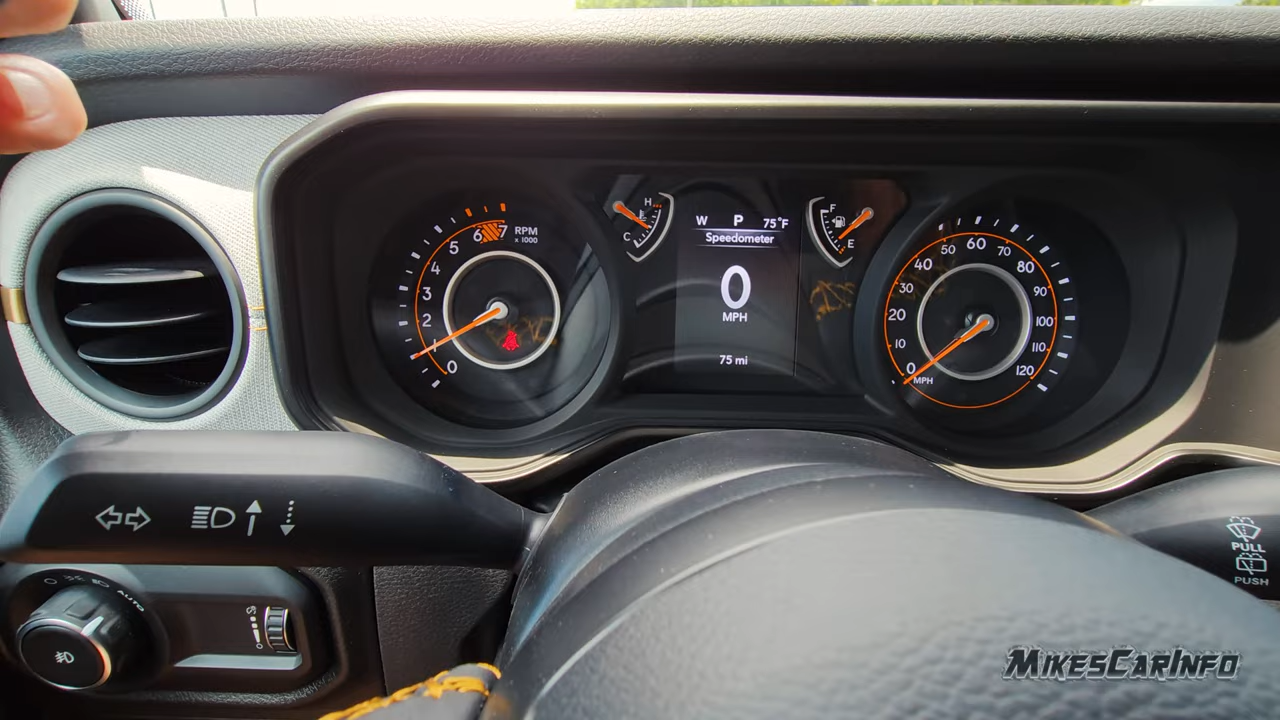 W P 75°F
Speedometer
0
MPH
75 mi
H
C
F
E
0
1
2
3
4
5
6
7
RPM
x 1000
0
10
20
30
40
50
60
70
80
90
100
110
120
MPH
AUTO
PULL
PUSH
MIKESCARINFO